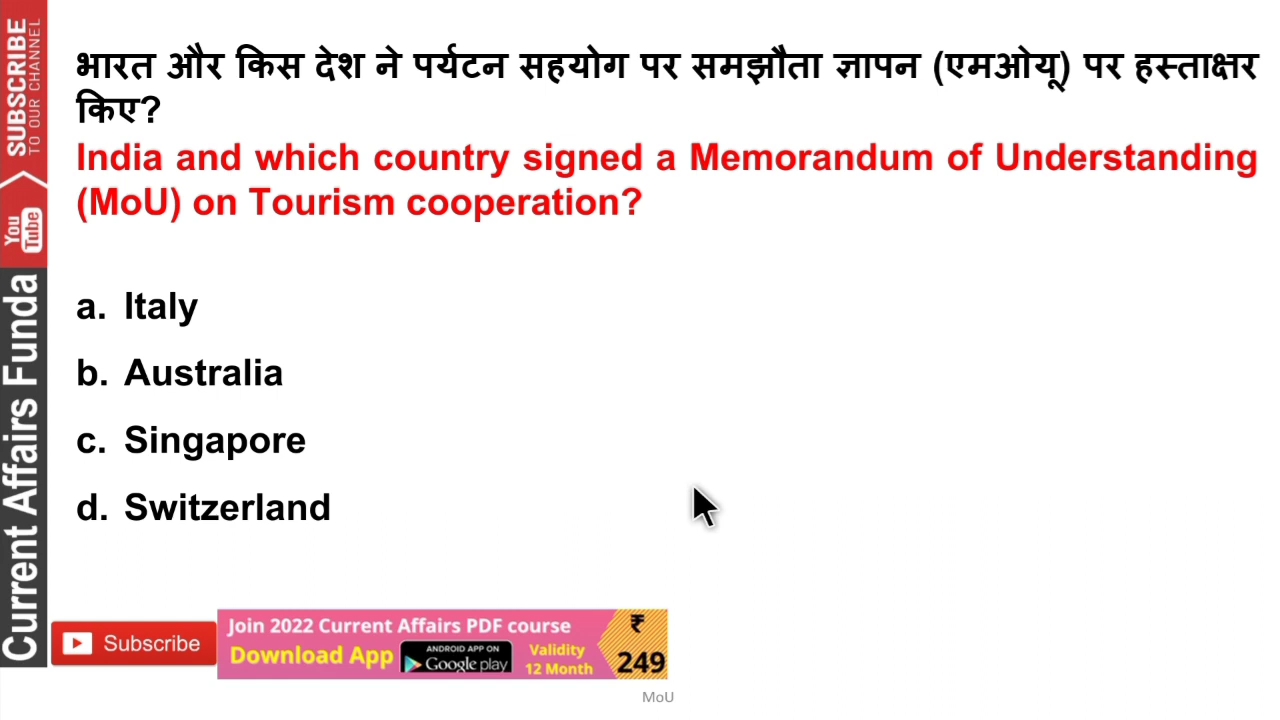 भारत और किस देश ने पर्यटन सहयोग पर समझौता ज्ञापन (एमओयू) पर हस्ताक्षर
किए?
India and which country signed a Memorandum of Understanding
(MoU) on Tourism cooperation?
a. Italy
b. Australia
c. Singapore
d. Switzerland
SUBSCRIBE
TO OUR CHANNEL
You
Tube
Current Affairs Funda
Subscribe
Join 2022 Current Affairs PDF course
Download App
ANDROID APP ON
Google play
Validity
12 Month
₹
249
MoU